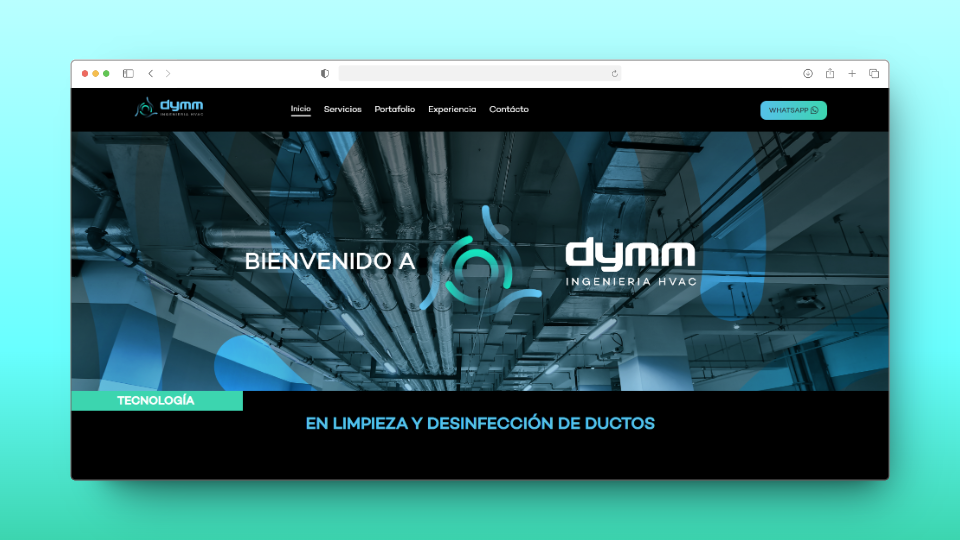 dymm
INGENIERIA HVAC
Inicio Servicios Portafolio Experiencia Contácto
WHATSAPP
BIENVENIDO A
dymm
INGENIERIA HVAC
TECNOLOGÍA
EN LIMPIEZA Y DESINFECCIÓN DE DUCTOS